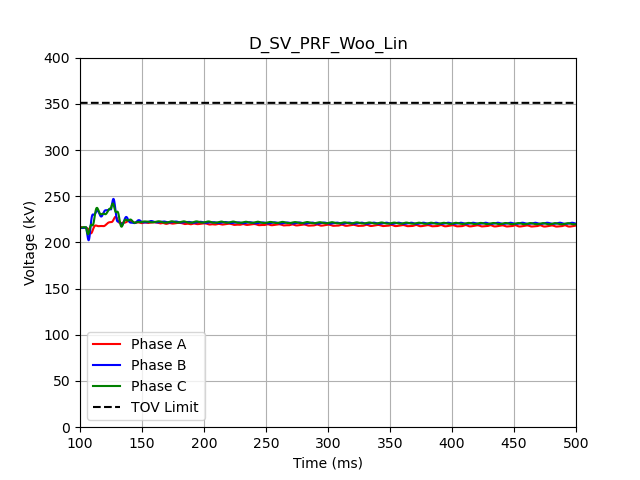 D_SV_PRF_Woo_Lin
400
350
300
250
200
150
100
50
0
Voltage (kV)
Phase A
Phase B
Phase C
TOV Limit
100 150 200 250 300 350 400 450 500
Time (ms)